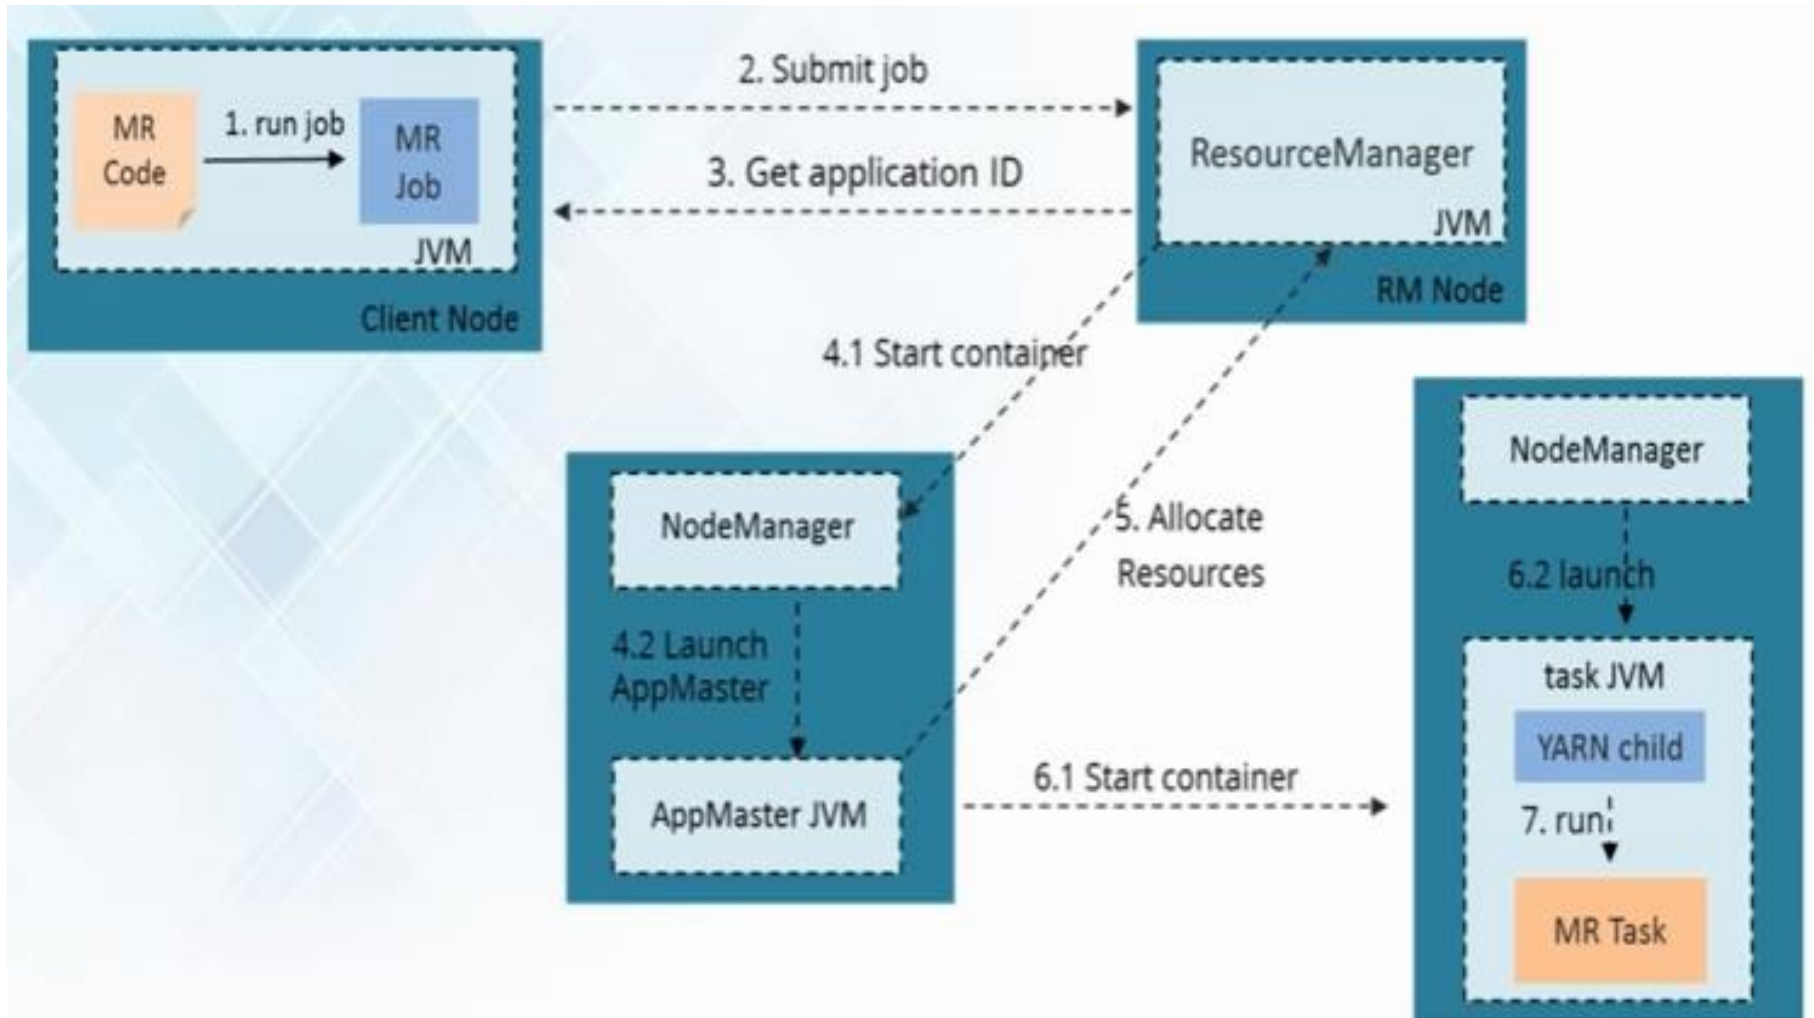 MR
Code
1. run job
MR
Job
JVM
Client Node
2. Submit job
3. Get application ID
ResourceManager
JVM
RM Node
4.1 Start container
NodeManager
4.2 Launch
AppMaster
AppMaster JVM
5. Allocate
Resources
6.1 Start container
NodeManager
6.2 launch
task JVM
YARN child
7. run
MR Task